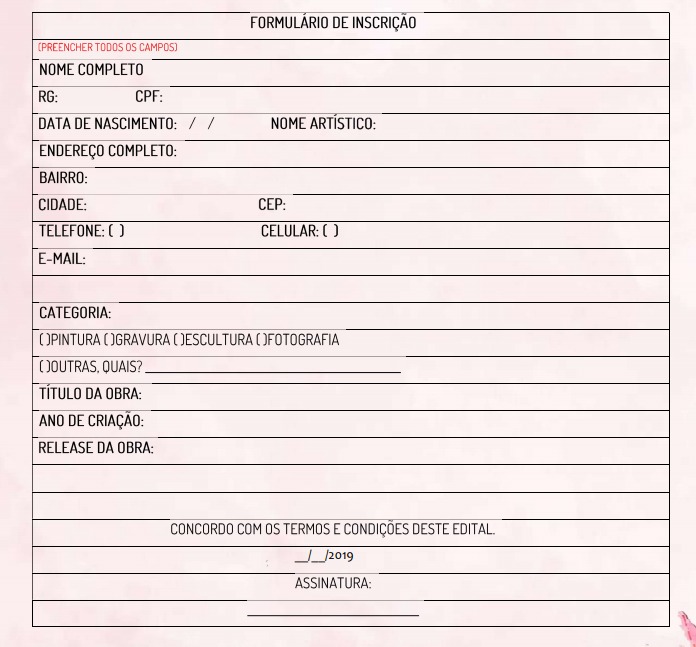 FORMULÁRIO DE INSCRIÇÃO
(PREENCHER TODOS OS CAMPOS)
NOME COMPLETO
RG: CPF:
DATA DE NASCIMENTO: / / NOME ARTÍSTICO:
ENDEREÇO COMPLETO:
BAIRRO:
CIDADE: CEP:
TELEFONE: ( ) CELULAR: ( )
E-MAIL:
CATEGORIA:
( )PINTURA ( )GRAVURA ( )ESCULTURA ( )FOTOGRAFIA
( )OUTRAS, QUAIS? ______________________________
TÍTULO DA OBRA:
ANO DE CRIAÇÃO:
RELEASE DA OBRA:
CONCORDO COM OS TERMOS E CONDIÇÕES DESTE EDITAL.
__/__/2019
ASSINATURA:
____________________